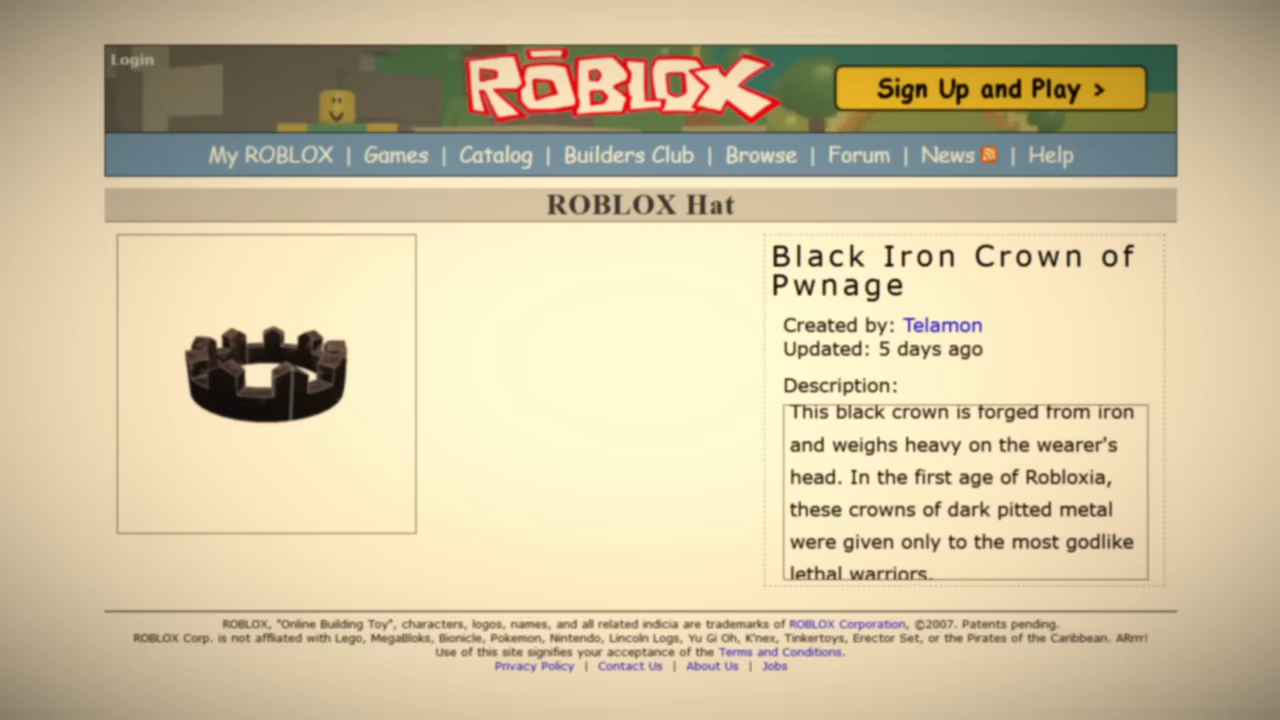 Login
RŌBLOX
Sign Up and Play >
My ROBLOX | Games | Catalog | Builders Club | Browse | Forum | News | Help
ROBLOX Hat
Black Iron Crown of
Pwnage
Created by: Telamon
Updated: 5 days ago
Description:
This black crown is forged from iron
and weighs heavy on the wearer's
head. In the first age of Robloxia,
these crowns of dark pitted metal
were given only to the most godlike
lethal warriors.
ROBLOX, "Online Building Toy", characters, logos, names, and all related indicia are trademarks of ROBLOX Corporation, ©2007. Patents pending.
ROBLOX Corp. is not affliated with Lego, MegaBloks, Bionicle, Pokemon, Nintendo, Lincoln Logs, Yu Gi Oh, K'nex, Tinkertoys, Erector Set, or the Pirates of the Caribbean. ARrrr!
Use of this site signifies your acceptance of the Terms and Conditions.
Privacy Policy | Contact Us | About Us | Jobs